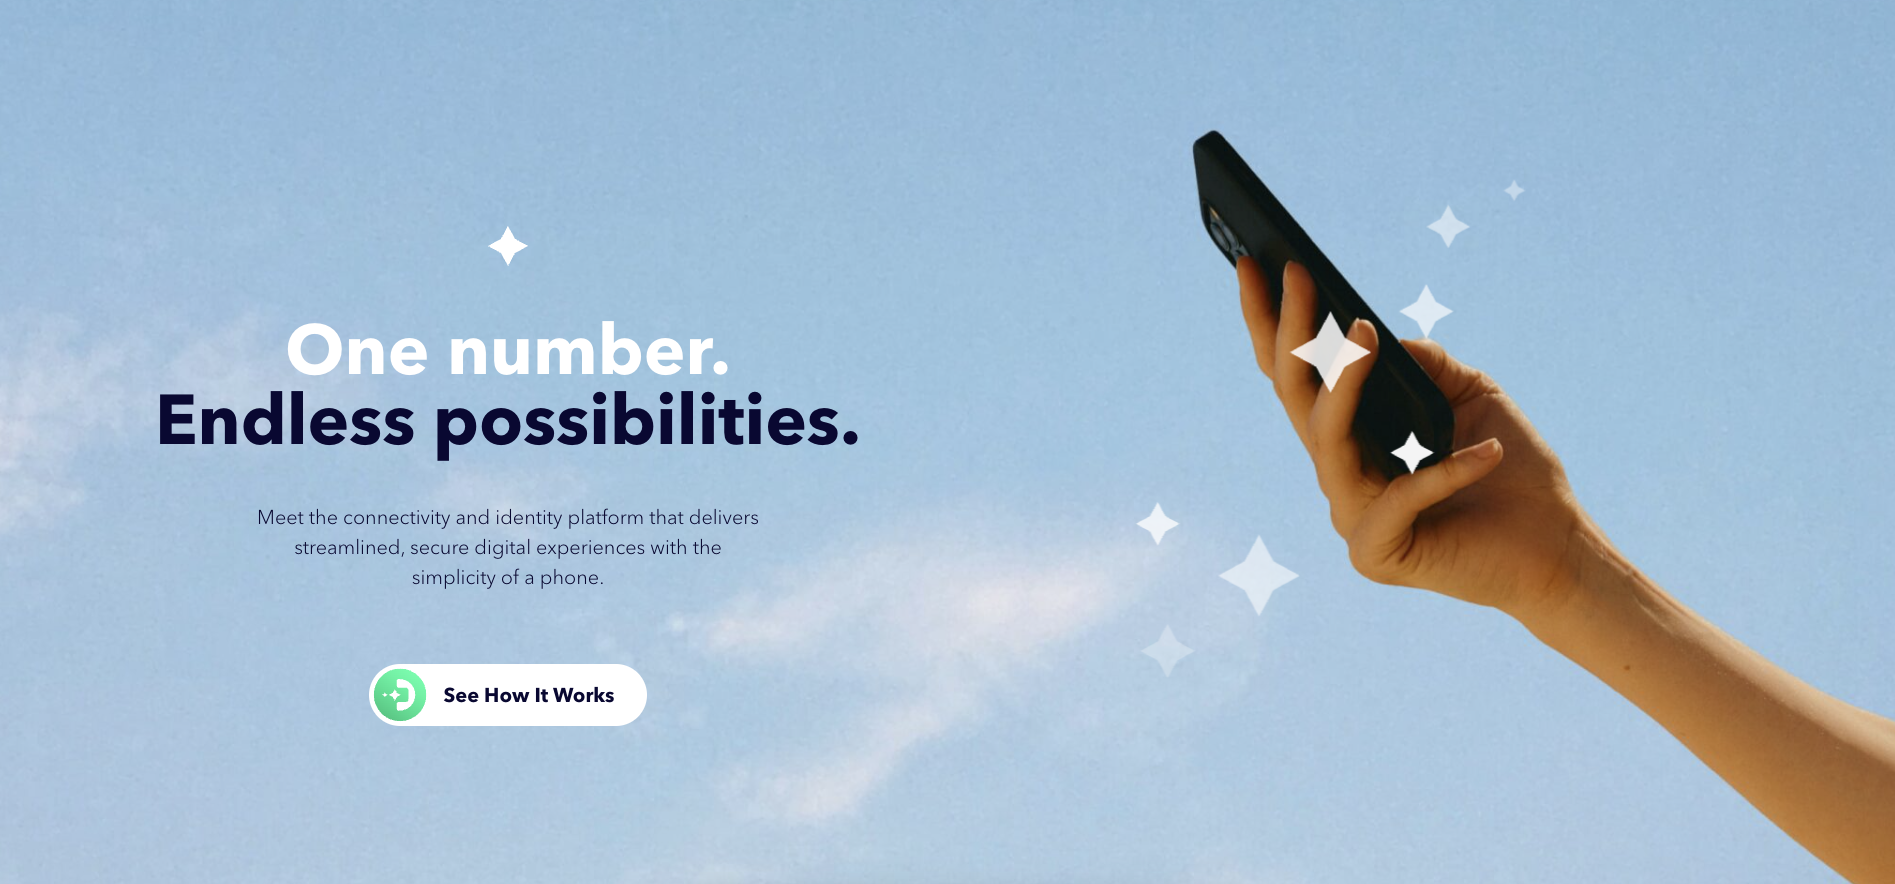 One number.
Endless possibilities.
Meet the connectivity and identity platform that delivers
streamlined, secure digital experiences with the
simplicity of a phone.
See How It Works